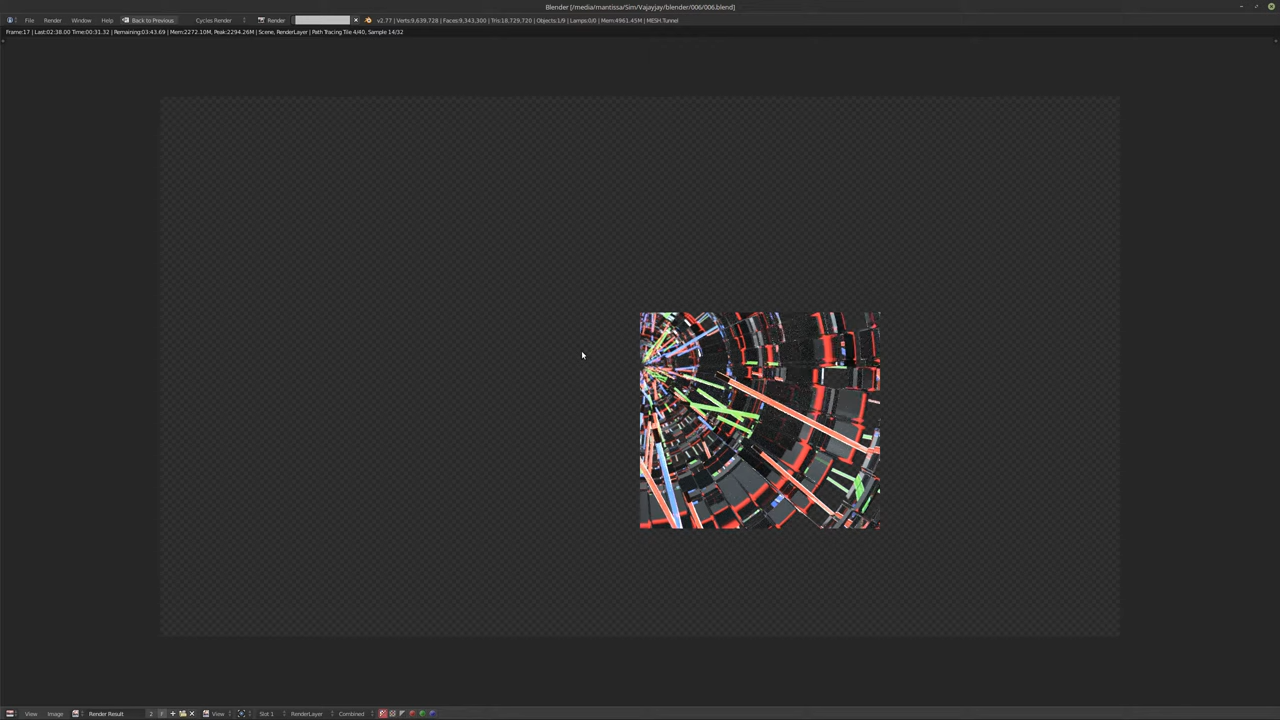 Blender [/media/mantissa/Sim/Vajayjay/blender/006/006.blend]
File Render Window Help Back to Previous Cycles Render Render v2.77 | Verts:9,639,728 | Faces:9,343,300 | Tris:18,729,720 | Objects:1/9 | Lamps:0/0 | Mem:4961.45M | MESH.Tunnel
Frame:17 | Last:02:38.00 Time:00:31.32 | Remaining:03:43.69 | Mem:2272.10M, Peak:2294.26M | Scene, RenderLayer | Path Tracing Tile 4/40, Sample 14/32
View Image Render Result 2 F View Slot 1 RenderLayer Combined